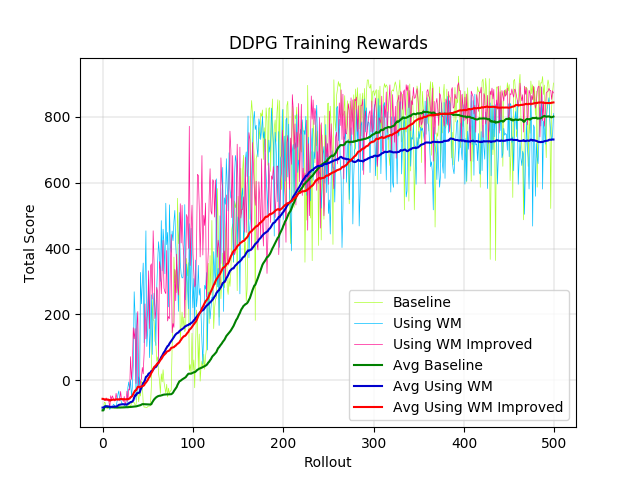 DDPG Training Rewards
Total Score
800
600
400
200
0
Baseline
Using WM
Using WM Improved
Avg Baseline
Avg Using WM
Avg Using WM Improved
0 100 200 300 400 500
Rollout